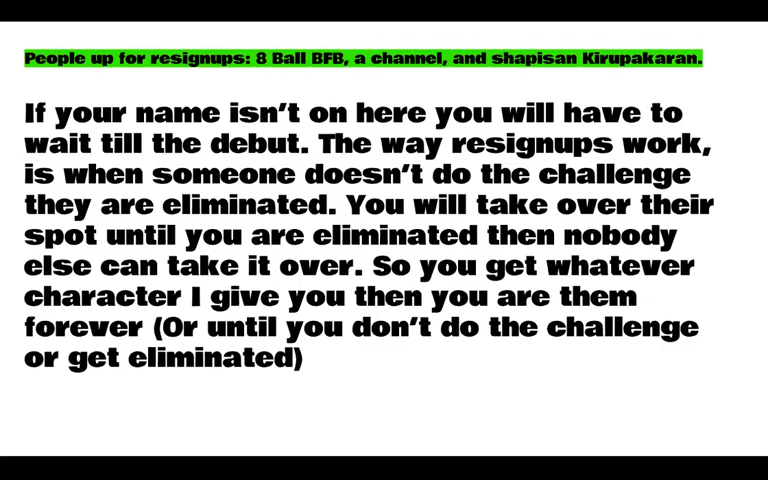 People up for resignups: 8 Ball BFB, a channel, and shapisan Kirupakaran.
If your name isn't on here you will have to
wait till the debut. The way resignups work,
is when someone doesn't do the challenge
they are eliminated. You will take over their
spot until you are eliminated then nobody
else can take it over. So you get whatever
character I give you then you are them
forever (Or until you don't do the challenge
or get eliminated)